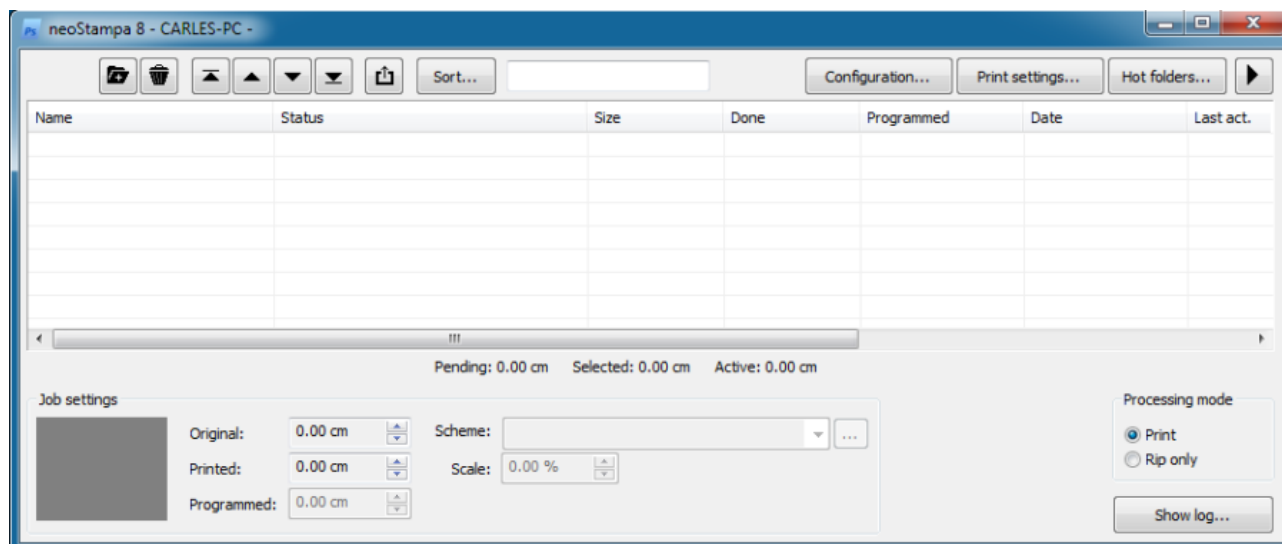 Ps neoStampa 8 - CARLES-PC -
Sort... Configuration... Print settings... Hot folders...
Name Status Size Done Programmed Date Last act.
Pending: 0.00 cm Selected: 0.00 cm Active: 0.00 cm
Job settings Processing mode
Original: 0.00 cm Scheme: ... Print
Printed: 0.00 cm Scale: 0.00 % Rip only
Programmed: 0.00 cm
Show log...